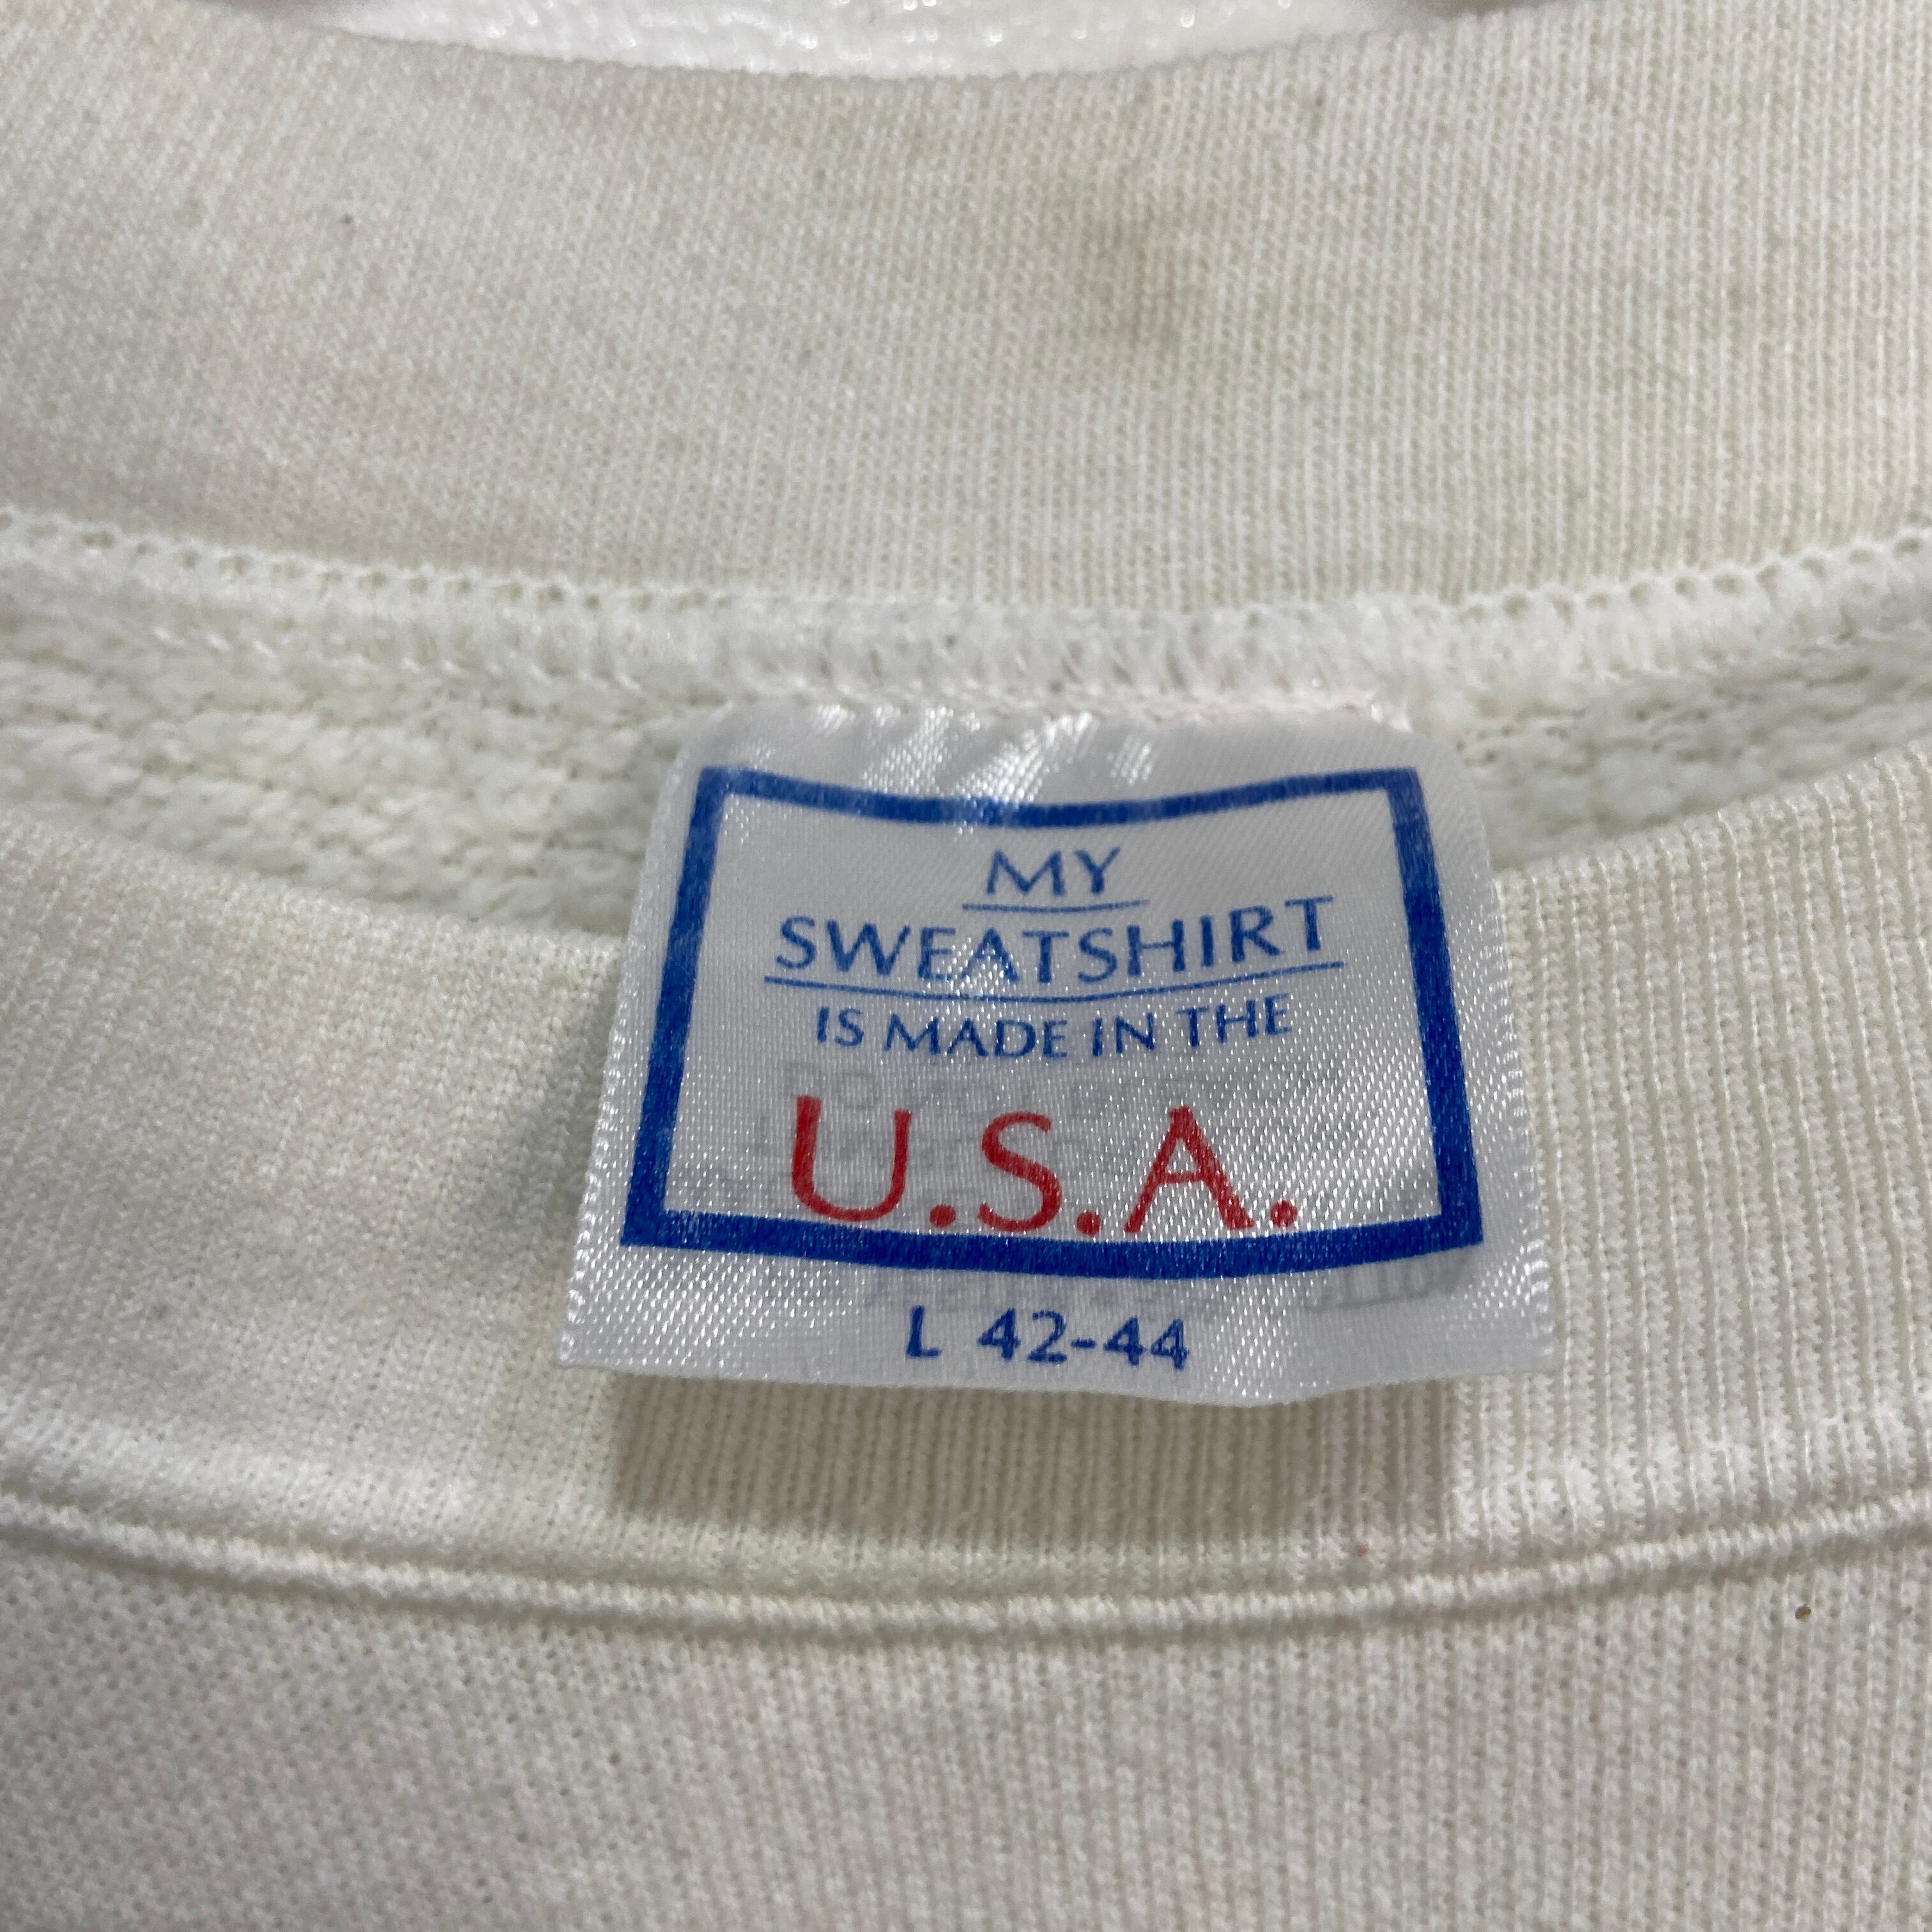 MY
SWEATSHIRT
IS MADE IN THE
U.S.A.
L 42-44